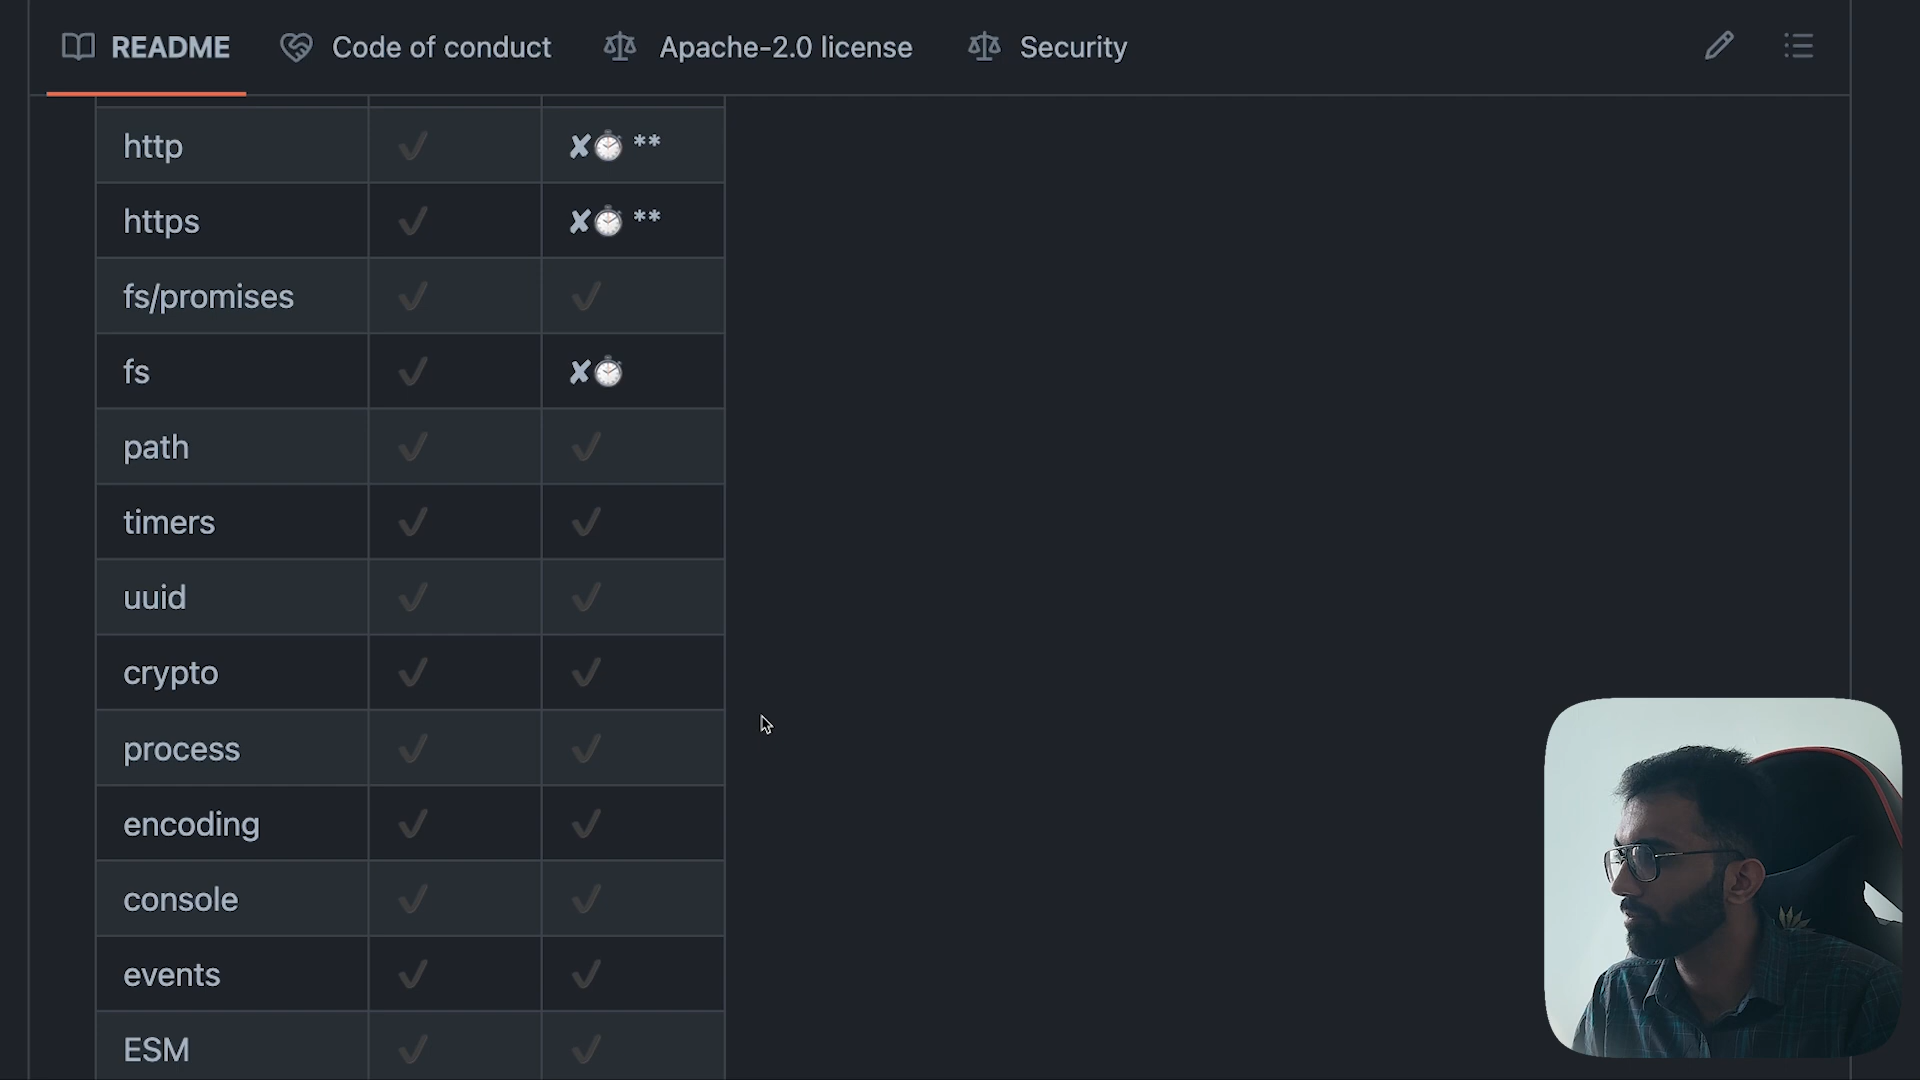 README Code of conduct Apache-2.0 license Security
http ✔ ✘⏱ **
https ✔ ✘⏱ **
fs/promises ✔ ✔
fs ✔ ✘⏱
path ✔ ✔
timers ✔ ✔
uuid ✔ ✔
crypto ✔ ✔
process ✔ ✔
encoding ✔ ✔
console ✔ ✔
events ✔ ✔
ESM ✔ ✔